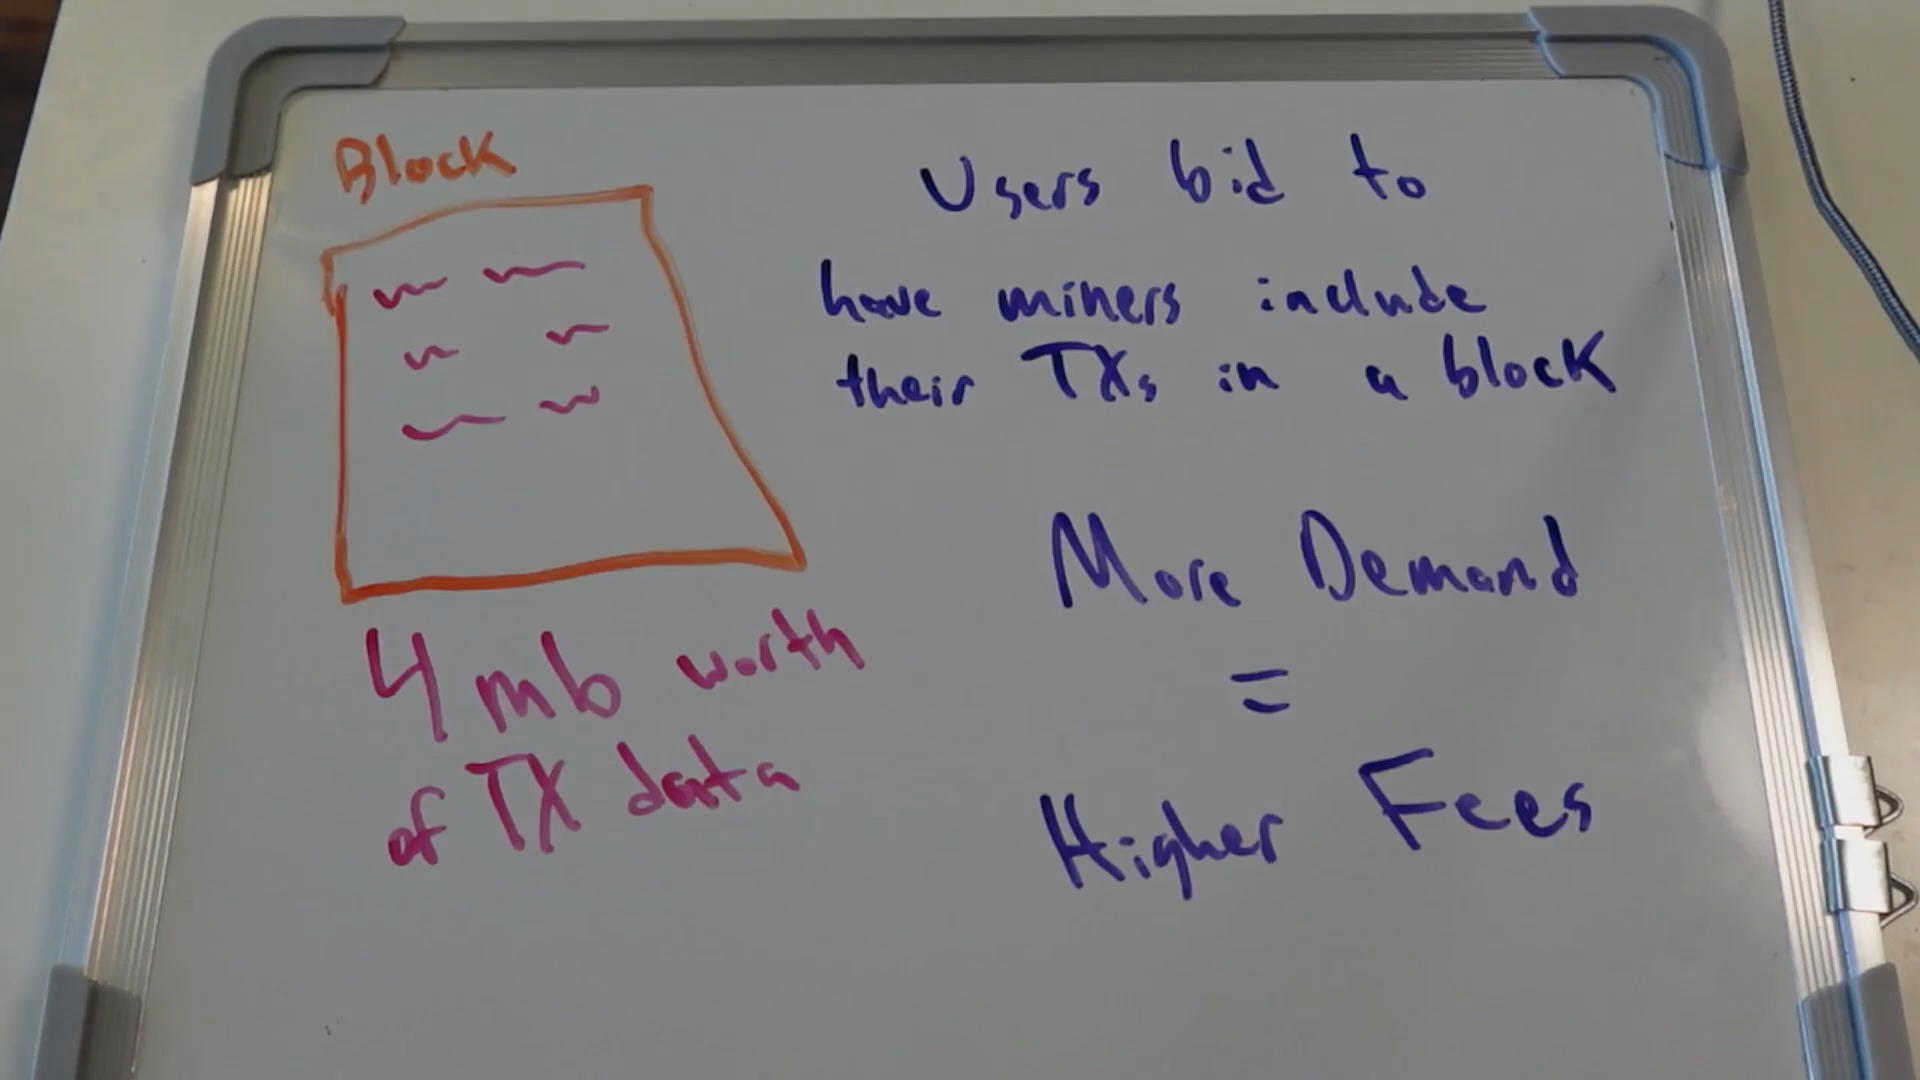 Block
4 mb worth
of TX data
Users bid to
have miners include
their TXs in a block
More Demand
=
Higher Fees